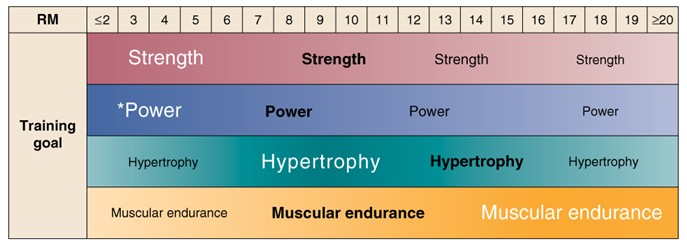 RM ≤2 3 4 5 6 7 8 9 10 11 12 13 14 15 16 17 18 19 ≥20
Training
goal
Strength Strength Strength Strength
*Power Power Power Power
Hypertrophy Hypertrophy Hypertrophy Hypertrophy
Muscular endurance Muscular endurance Muscular endurance